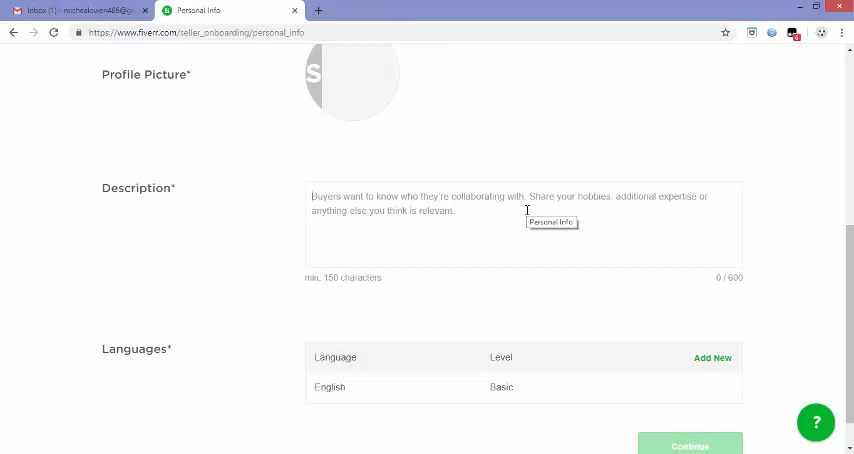 Inbox (1) - michealowen486@g
Personal Info
https://www.fiverr.com/seller_onboarding/personal_info
2
Profile Picture*
S
Description*
Buyers want to know who they're collaborating with. Share your hobbies, additional expertise or
anything else you think is relevant.
Personal Info
min. 150 characters
0 / 600
Languages*
Language Level Add New
English Basic
?
Continue